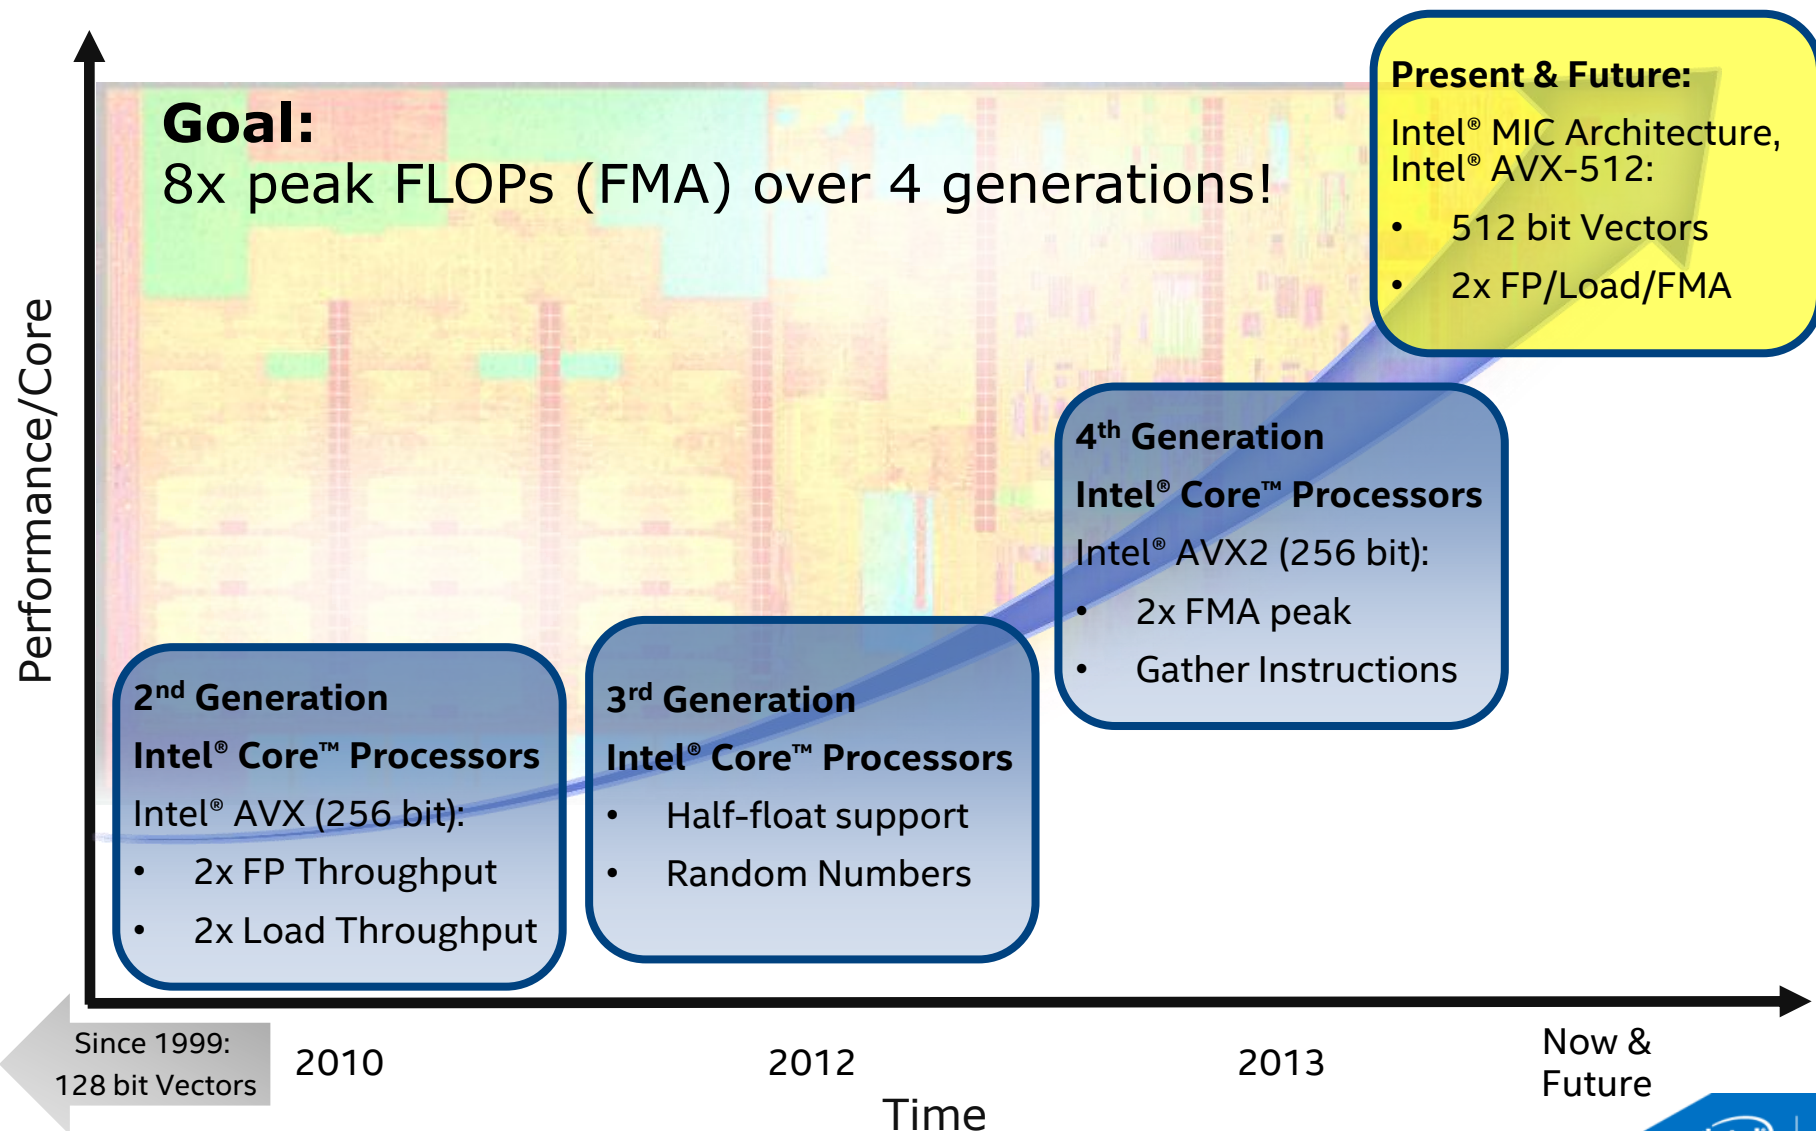 Goal:
8x peak FLOPs (FMA) over 4 generations!
Present & Future:
Intel® MIC Architecture,
Intel® AVX-512:
• 512 bit Vectors
• 2x FP/Load/FMA
4th Generation
Intel® Core™ Processors
Intel® AVX2 (256 bit):
• 2x FMA peak
• Gather Instructions
3rd Generation
Intel® Core™ Processors
• Half-float support
• Random Numbers
2nd Generation
Intel® Core™ Processors
Intel® AVX (256 bit):
• 2x FP Throughput
• 2x Load Throughput
Performance/Core
Since 1999:
128 bit Vectors
2010
2012
2013
Now &
Future
Time